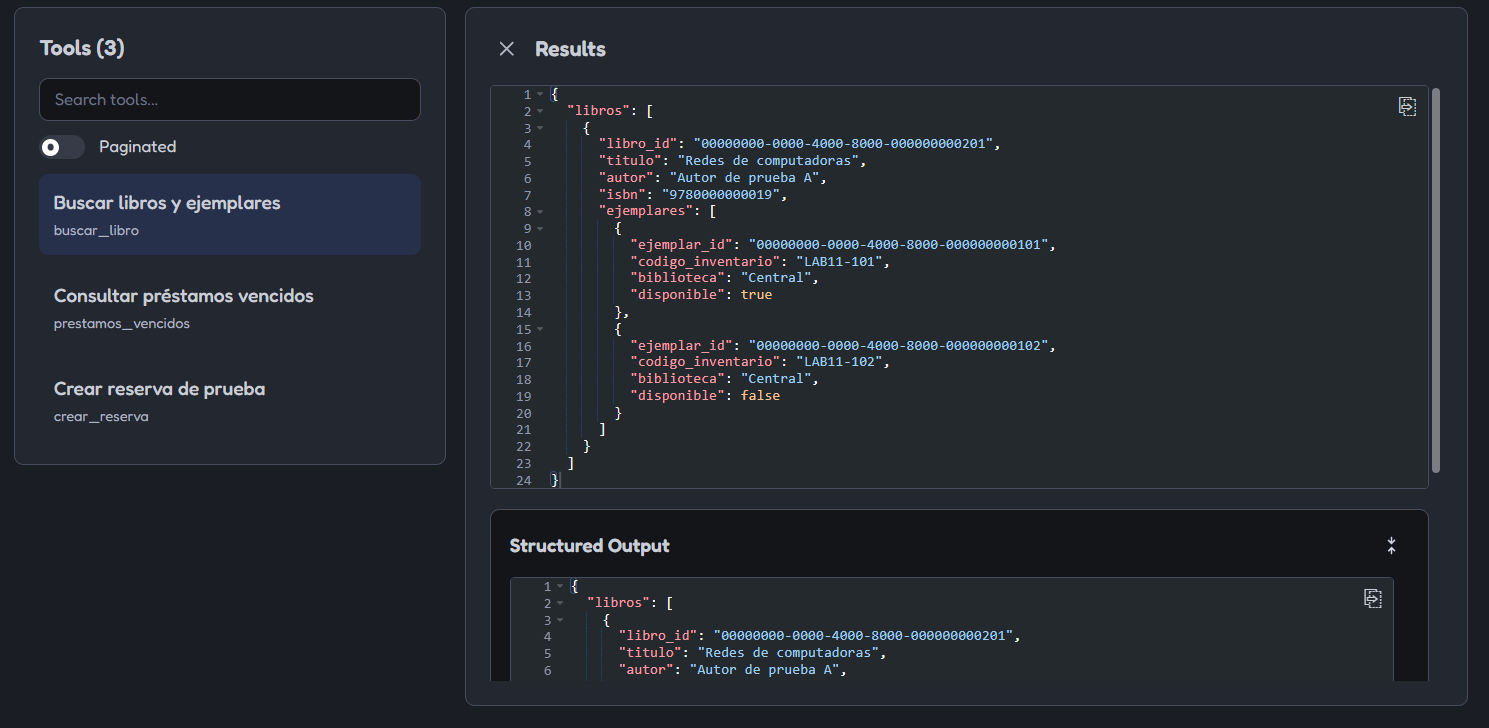 Tools (3)
Search tools...
Paginated
Buscar libros y ejemplares
buscar_libro
Consultar préstamos vencidos
prestamos_vencidos
Crear reserva de prueba
crear_reserva
Results
1 {
2 "libros": [
3 {
4 "libro_id": "00000000-0000-4000-8000-000000000201",
5 "titulo": "Redes de computadoras",
6 "autor": "Autor de prueba A",
7 "isbn": "9780000000019",
8 "ejemplares": [
9 {
10 "ejemplar_id": "00000000-0000-4000-8000-000000000101",
11 "codigo_inventario": "LAB11-101",
12 "biblioteca": "Central",
13 "disponible": true
14 },
15 {
16 "ejemplar_id": "00000000-0000-4000-8000-000000000102",
17 "codigo_inventario": "LAB11-102",
18 "biblioteca": "Central",
19 "disponible": false
20 }
21 ]
22 }
23 ]
24 }
Structured Output
1 {
2 "libros": [
3 {
4 "libro_id": "00000000-0000-4000-8000-000000000201",
5 "titulo": "Redes de computadoras",
6 "autor": "Autor de prueba A",